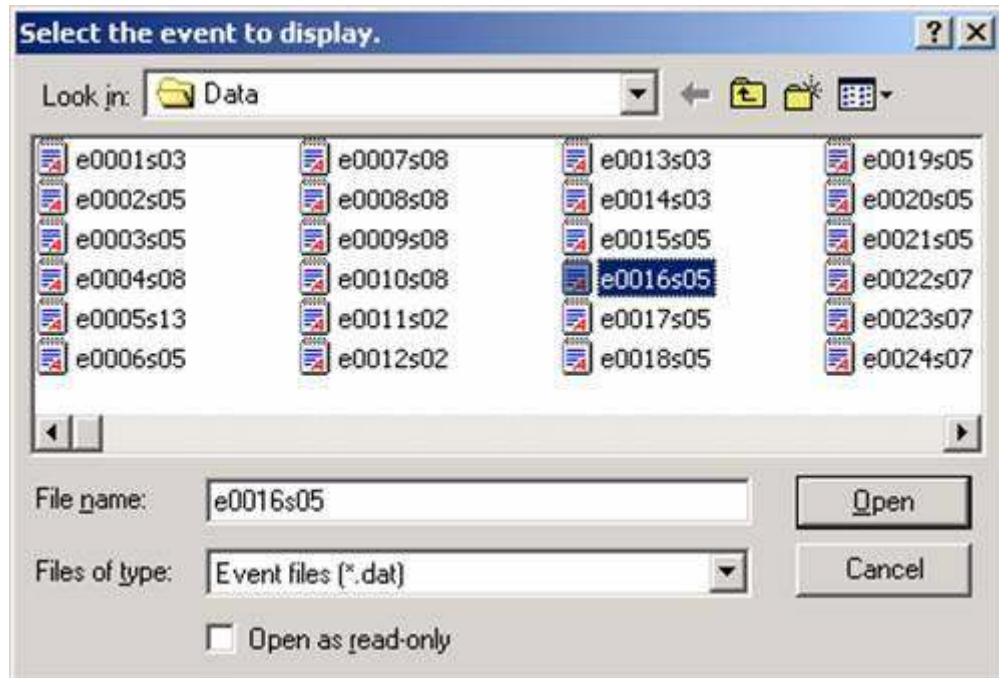 Select the event to display.
Look in: Data
e0001s03 e0007s08 e0013s03 e0019s05
e0002s05 e0008s08 e0014s03 e0020s05
e0003s05 e0009s08 e0015s05 e0021s05
e0004s08 e0010s08 e0016s05 e0022s07
e0005s13 e0011s02 e0017s05 e0023s07
e0006s05 e0012s02 e0018s05 e0024s07
File name: e0016s05 Open
Files of type: Event files (*.dat) Cancel
Open as read-only